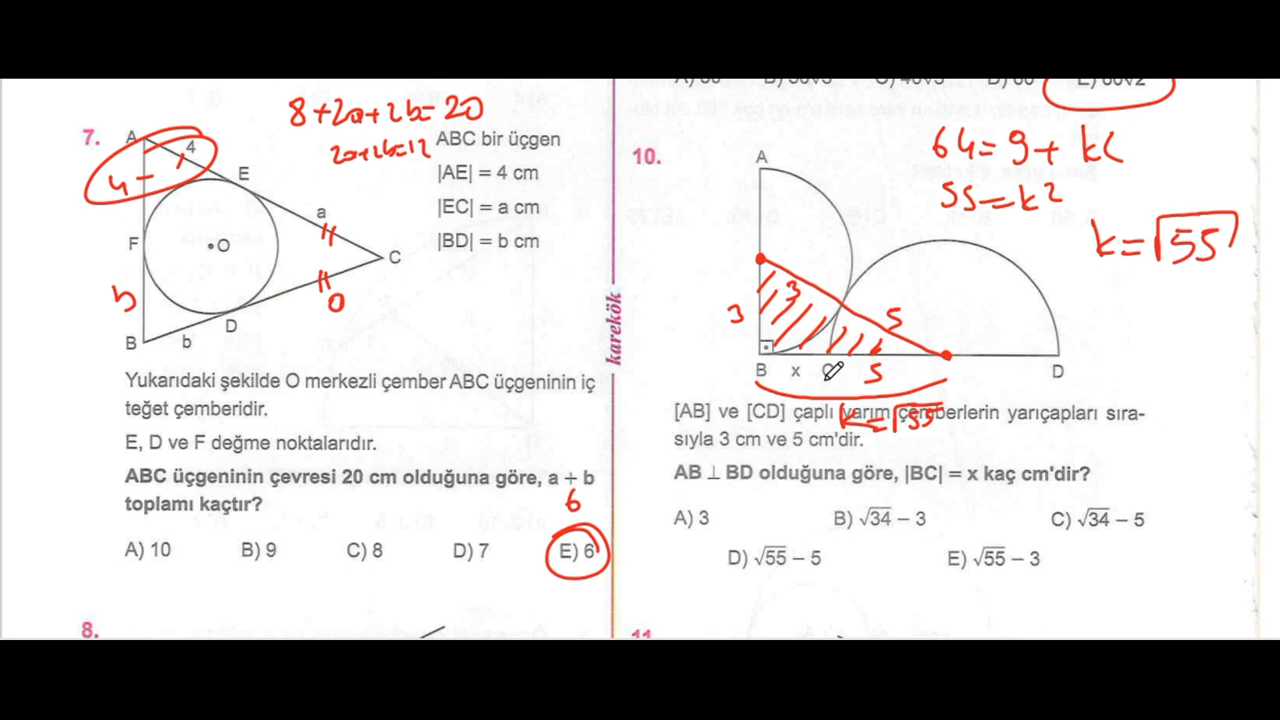 8+2a+2b=20
2a+2b=12
7.
A
4
4
E
a
F
O
C
b
D
B
b
ABC bir üçgen
|AE| = 4 cm
|EC| = a cm
|BD| = b cm
Yukarıdaki şekilde O merkezli çember ABC üçgeninin iç
teğet çemberidir.
E, D ve F değme noktalarıdır.
ABC üçgeninin çevresi 20 cm olduğuna göre, a + b
toplamı kaçtır?
6
A) 10 B) 9 C) 8 D) 7 E) 6
8.
karekök
10.
64=9+k
55=k²
k=√55
A
3
3
5
B x
5
D
k=√55
[AB] ve [CD] çaplı yarım çemberlerin yarıçapları sıra-
sıyla 3 cm ve 5 cm'dir.
AB ⊥ BD olduğuna göre, |BC| = x kaç cm'dir?
A) 3 B) √34 – 3 C) √34 – 5
D) √55 – 5 E) √55 – 3
11